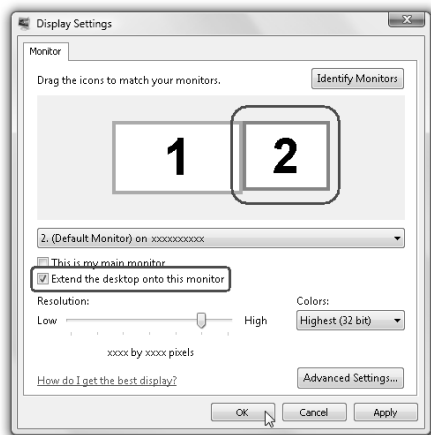 Display Settings
Monitor
Drag the icons to match your monitors.
Identify Monitors
1
2
2. (Default Monitor) on xxxxxxxxxx
This is my main monitor
Extend the desktop onto this monitor
Resolution:
Colors:
Low
High
Highest (32 bit)
xxxx by xxxx pixels
How do I get the best display?
Advanced Settings...
OK
Cancel
Apply